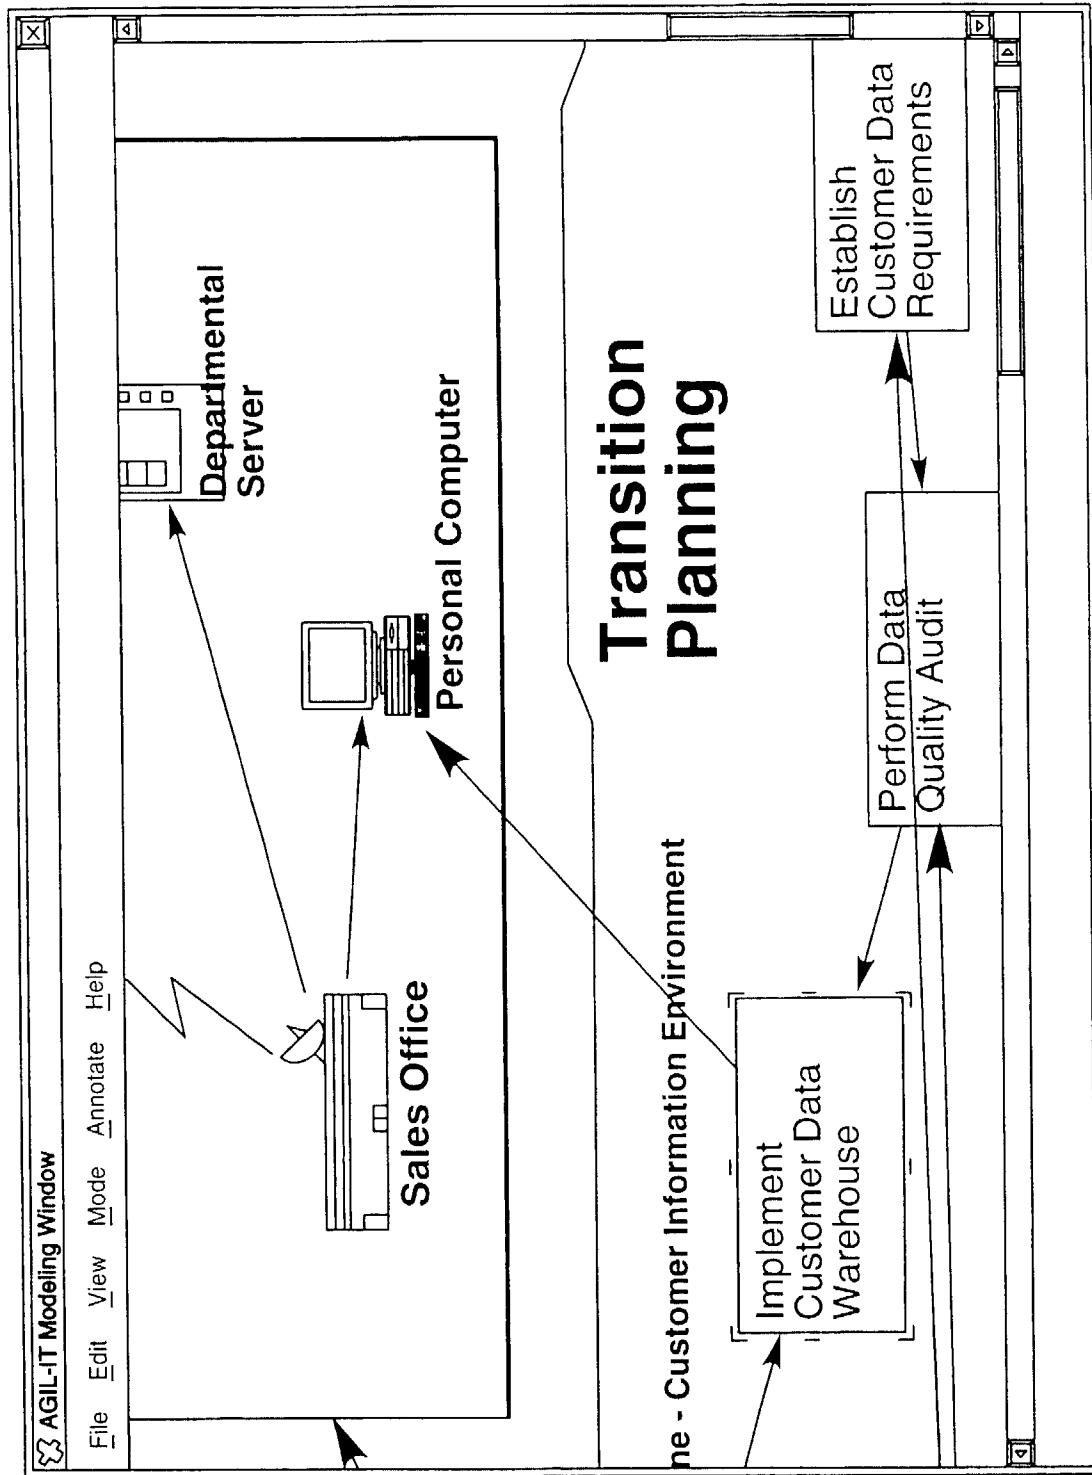 AGIL-IT Modeling Window
File Edit View Mode Annotate Help
Departmental
Server
Personal Computer
Sales Office
Transition
Planning
ne - Customer Information Environment
Implement
Customer Data
Warehouse
Perform Data
Quality Audit
Establish
Customer Data
Requirements